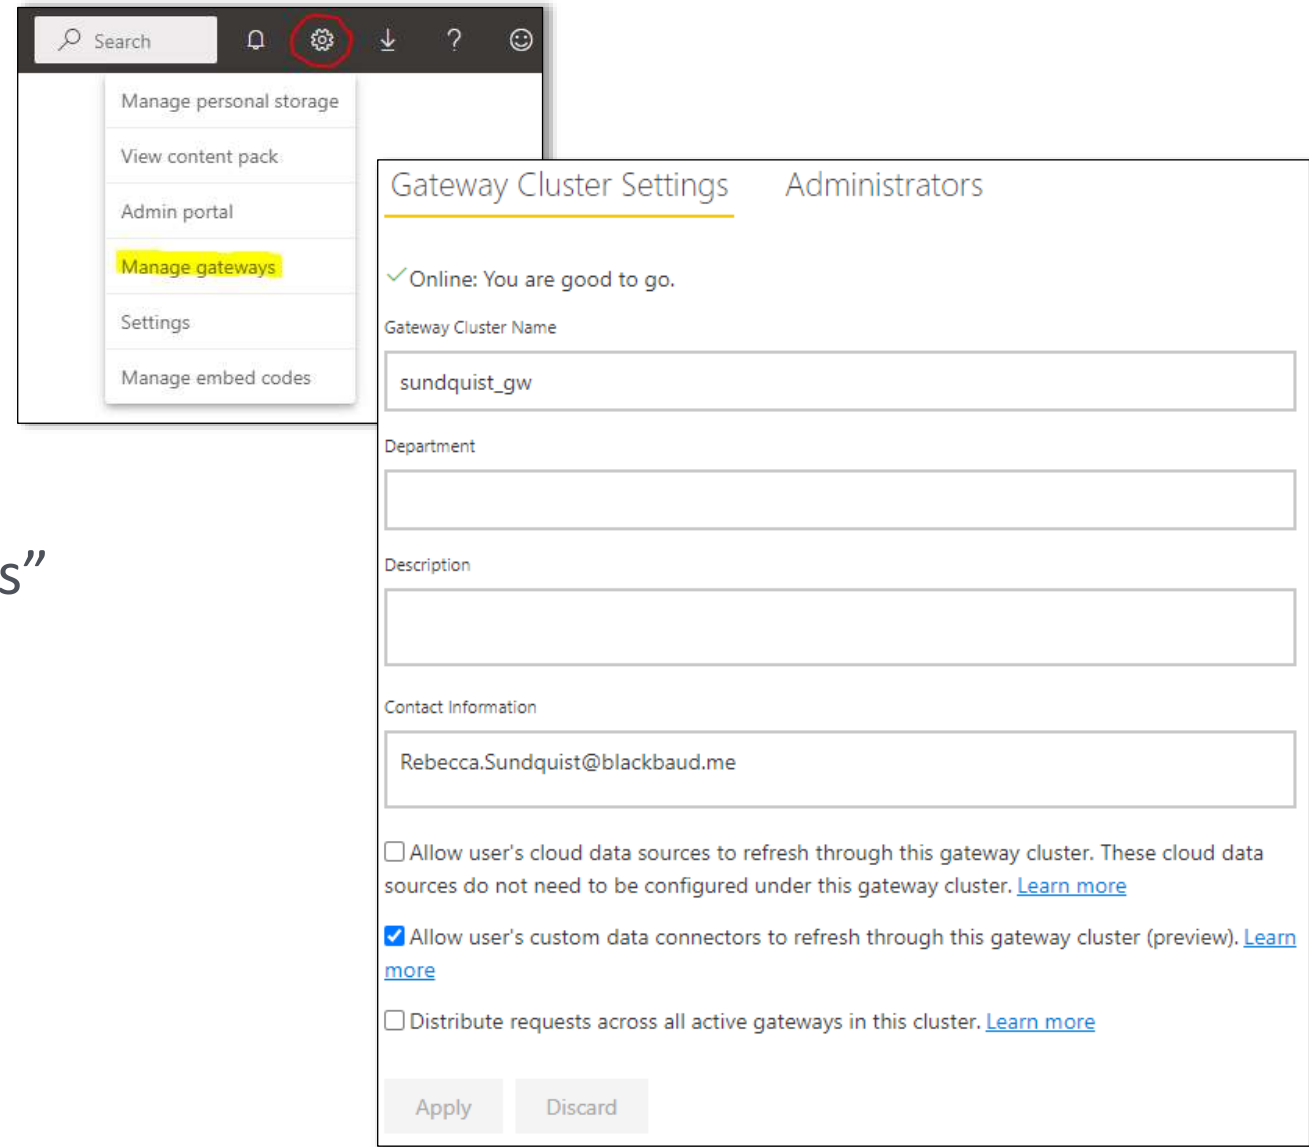 Search
Manage personal storage
View content pack
Admin portal
Manage gateways
Settings
Manage embed codes
s”
Gateway Cluster Settings Administrators
Online: You are good to go.
Gateway Cluster Name
sundquist_gw
Department
Description
Contact Information
Rebecca.Sundquist@blackbaud.me
Allow user's cloud data sources to refresh through this gateway cluster. These cloud data
sources do not need to be configured under this gateway cluster. Learn more
Allow user's custom data connectors to refresh through this gateway cluster (preview). Learn
more
Distribute requests across all active gateways in this cluster. Learn more
Apply Discard